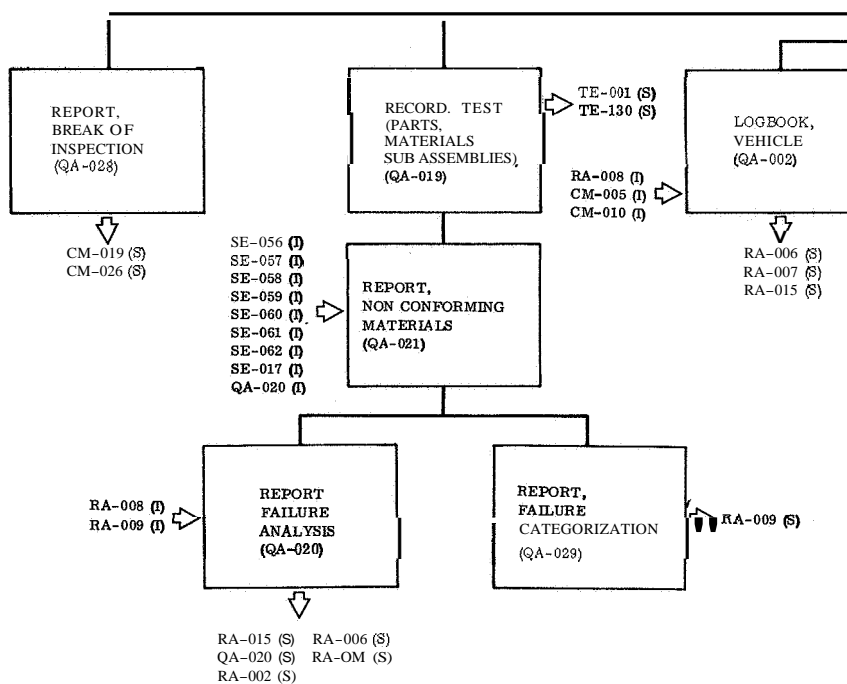 REPORT,
BREAK OF
INSPECTION
(QA-028)
CM-019 (S)
CM-026 (S)
RECORD. TEST
(PARTS,
MATERIALS
SUB ASSEMBLIES)
(QA-019)
TE-001 (S)
TE-130 (S)
LOGBOOK,
VEHICLE
(QA-002)
RA-008 (I)
CM-005 (I)
CM-010 (I)
RA-006 (S)
RA-007 (S)
RA-015 (S)
SE-056 (I)
SE-057 (I)
SE-058 (I)
SE-059 (I)
SE-060 (I)
SE-061 (I)
SE-062 (I)
SE-017 (I)
QA-020 (I)
REPORT,
NON CONFORMING
MATERIALS
(QA-021)
RA-008 (I)
RA-009 (I)
REPORT
FAILURE
ANALYSIS
(QA-020)
RA-015 (S) RA-006 (S)
QA-020 (S) RA-OM (S)
RA-002 (S)
REPORT,
FAILURE
CATEGORIZATION
(QA-029)
RA-009 (S)